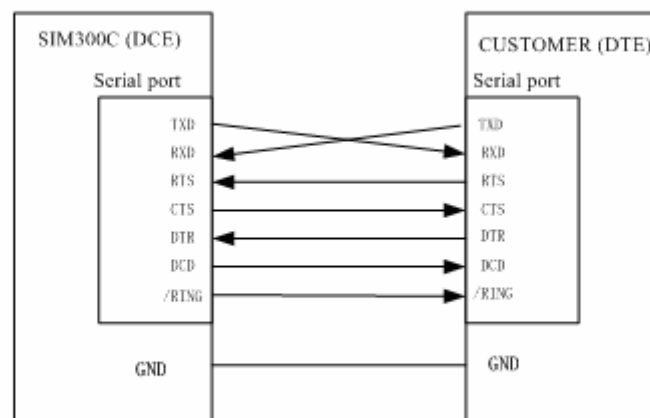 SIM300C (DCE)
Serial port
TXD
RXD
RTS
CTS
DTR
DCD
/RING
GND
CUSTOMER (DTE)
Serial port
TXD
RXD
RTS
CTS
DTR
DCD
/RING
GND